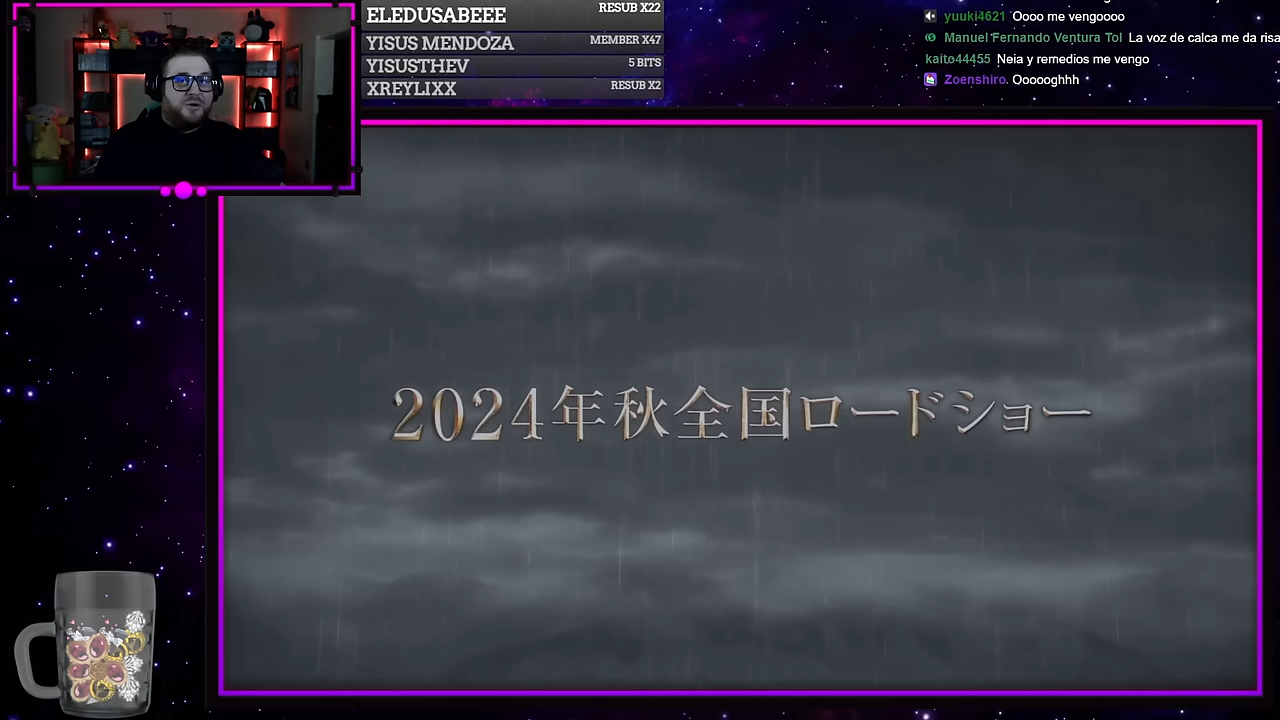 ELEDUSABEEE RESUB X22
YISUS MENDOZA MEMBER X47
YISUSTHEV 5 BITS
XREYLIXX RESUB X2
yuuki4621 Oooo me vengoooo
Manuel Fernando Ventura Tol La voz de calca me da risa
kaito44455 Neia y remedios me vengo
Zoenshiro. Ooooghhh
2024年秋全国ロードショー